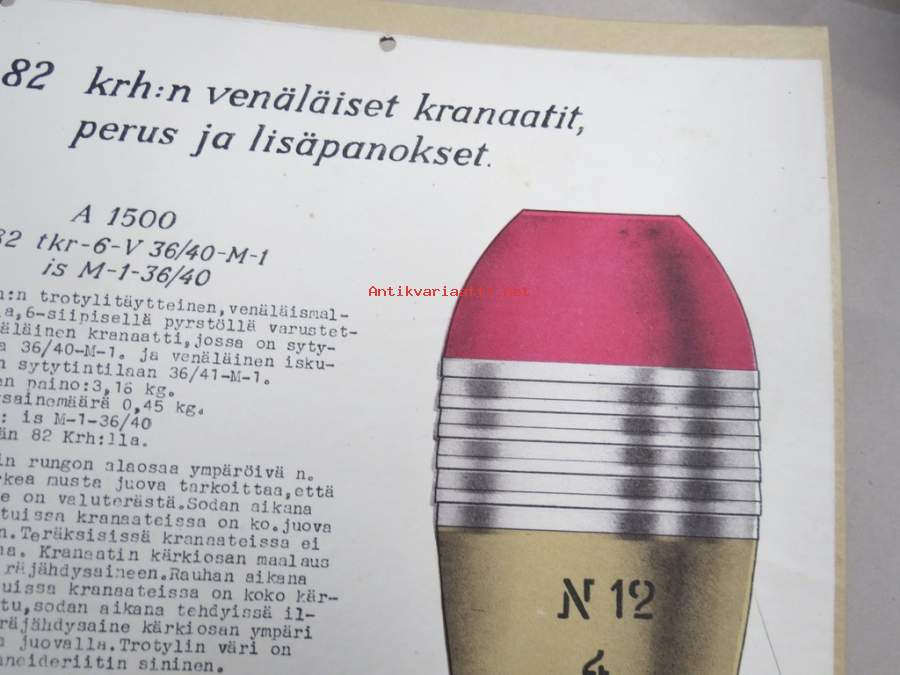 82 krh:n venäläiset kranaatit,
perus ja lisäpanokset.
A 1500
82 tkr-6-V 36/40-M-1
is M-1-36/40
trotylitäytteinen, venäläismal-
6-siipisellä pyrstöllä varustet-
kranaatti, jossa on syty-
36/40-M-1. ja venäläinen isku-
sytytintilaan 36/41-M-1.
paino:3,16 kg.
0,45 kg.
: is M-1-36/40
82 Krh:lla.
rungon alaosaa ympäröivä n.
musta juova tarkoittaa, että
on valuterästä. Sodan aikana
kranaateissa on ko. juova
Teräksisissä kranaateissa ei
Kranaatin kärkiosan maalaus
räjähdysaineen. Rauhan aikana
kranaateissa on koko kär-
sodan aikana tehdyissä il-
kärkiosan ympäri
juovalla. Trotylin väri on
sininen.
N 12
Antikvariaatti.net